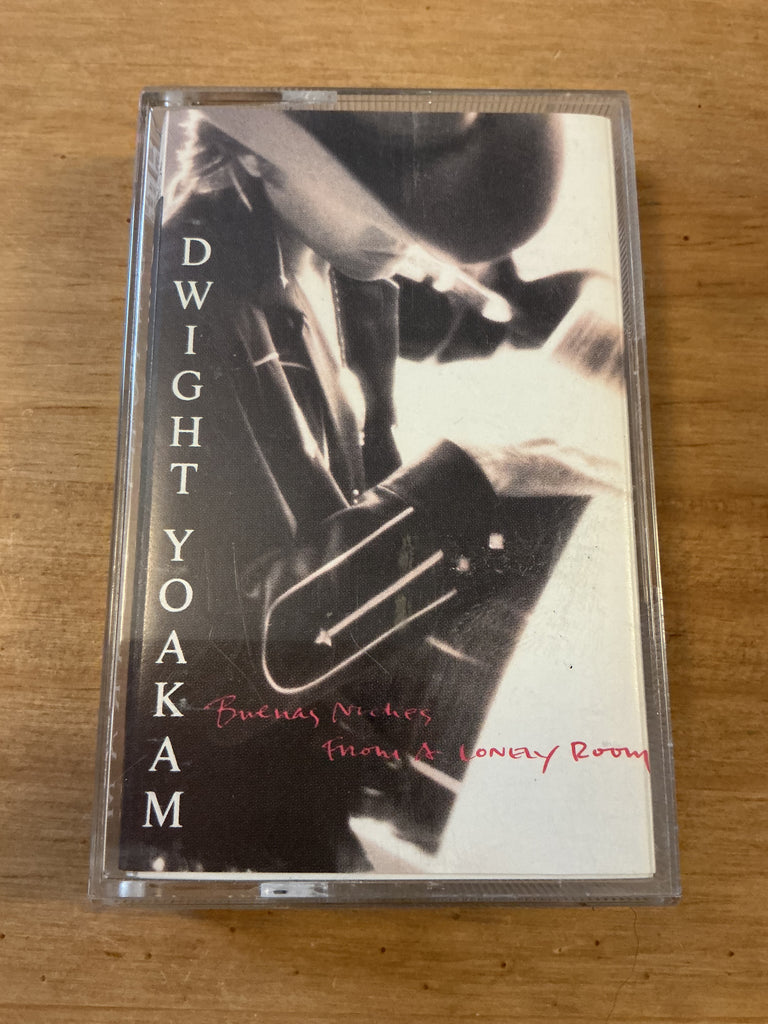 DWIGHT YOAKAM
Buenas Noches
From A Lonely Room